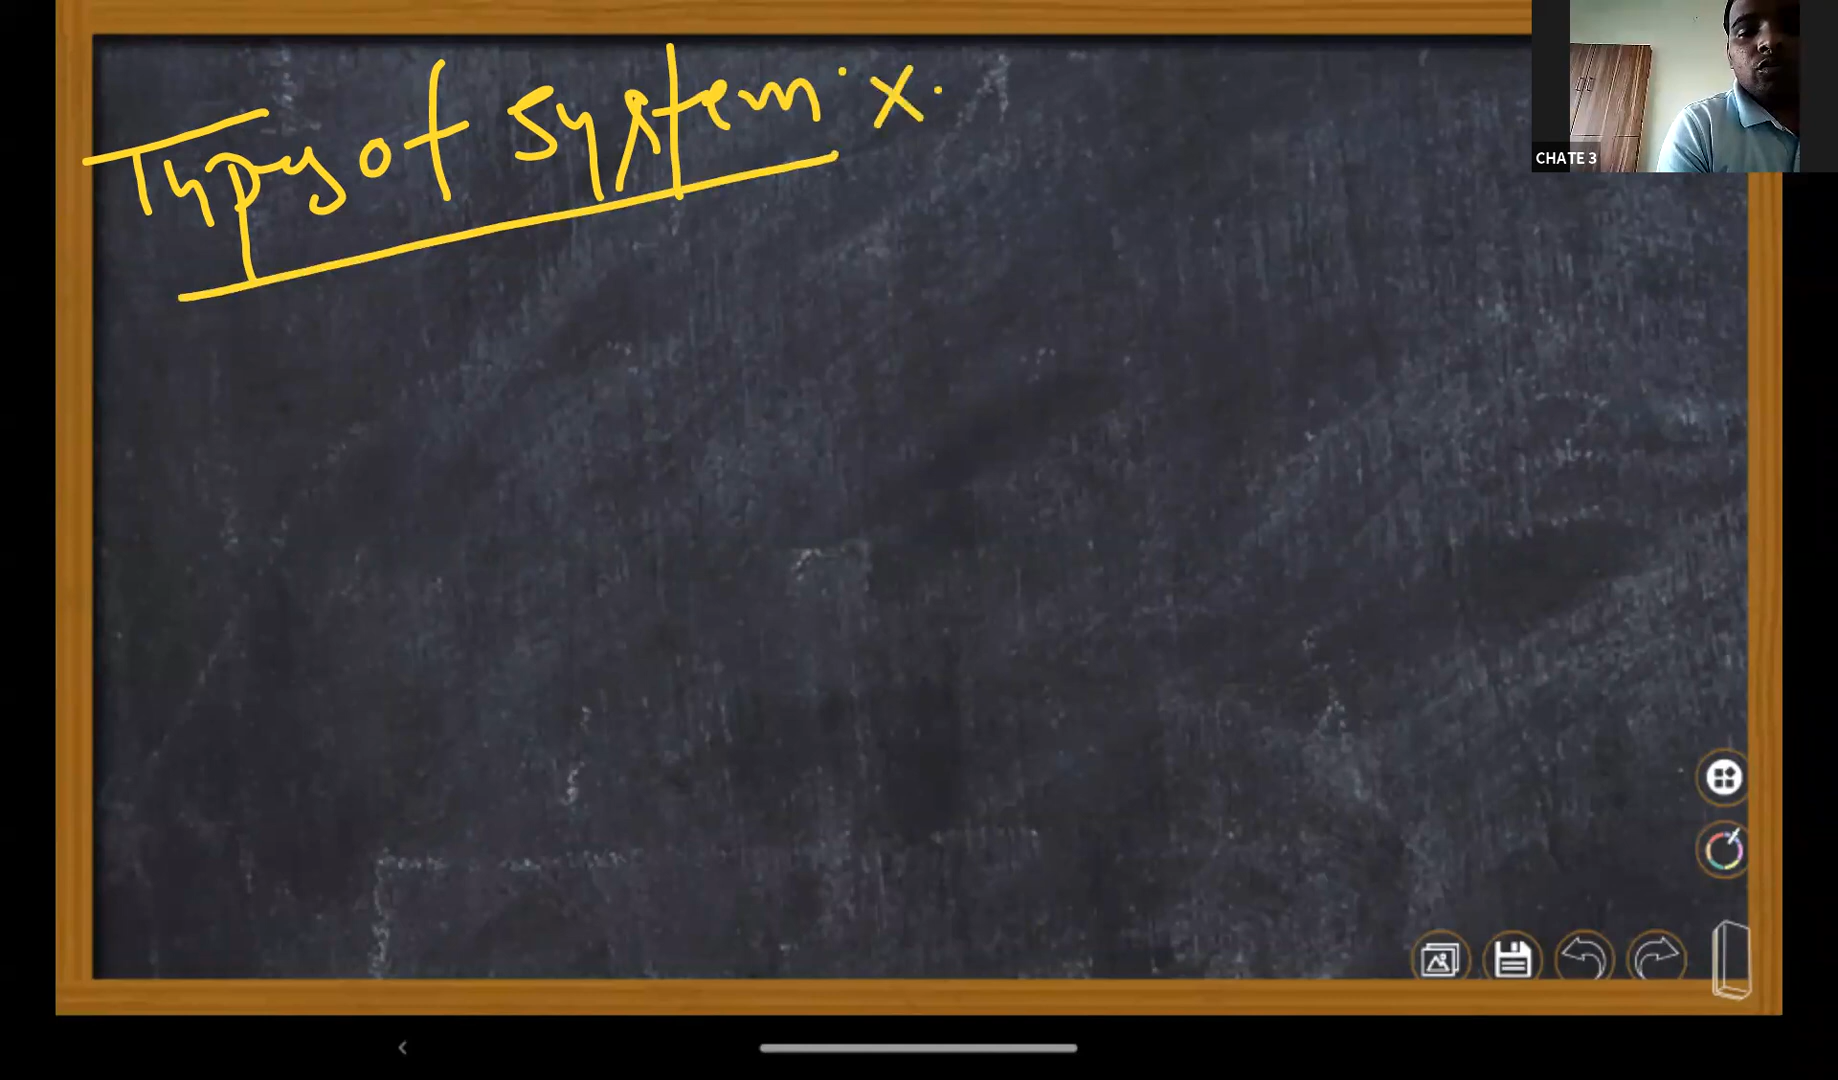 Types of System : X .
CHATE 3